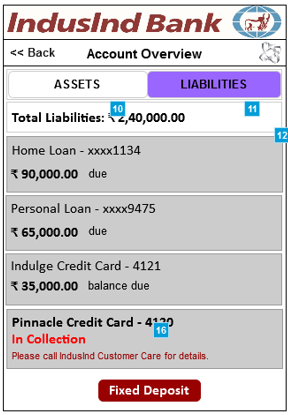 IndusInd Bank
<< Back Account Overview
ASSETS LIABILITIES
10 11
Total Liabilities: ₹ 2,40,000.00
12
Home Loan - xxxx1134
₹ 90,000.00 due
Personal Loan - xxxx9475
₹ 65,000.00 due
Indulge Credit Card - 4121
₹ 35,000.00 balance due
Pinnacle Credit Card - 4120
16
In Collection
Please call IndusInd Customer Care for details.
Fixed Deposit